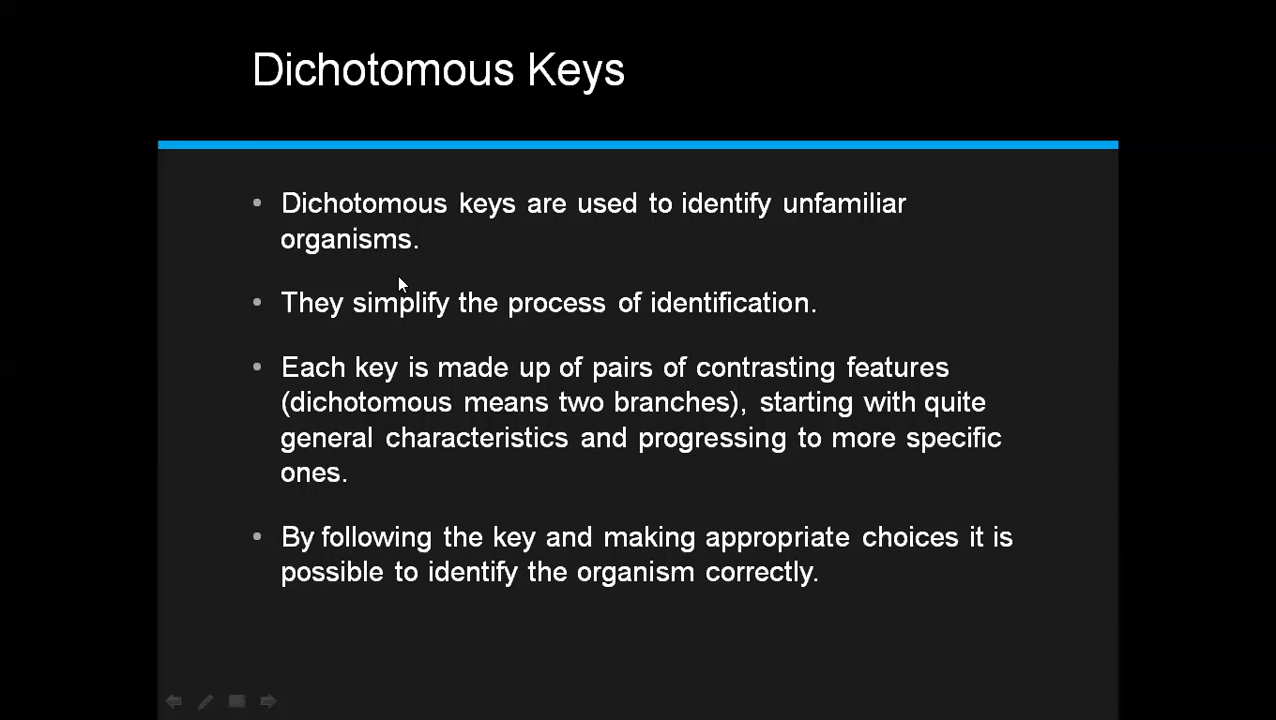 Dichotomous Keys
• Dichotomous keys are used to identify unfamiliar
organisms.
• They simplify the process of identification.
• Each key is made up of pairs of contrasting features
(dichotomous means two branches), starting with quite
general characteristics and progressing to more specific
ones.
• By following the key and making appropriate choices it is
possible to identify the organism correctly.